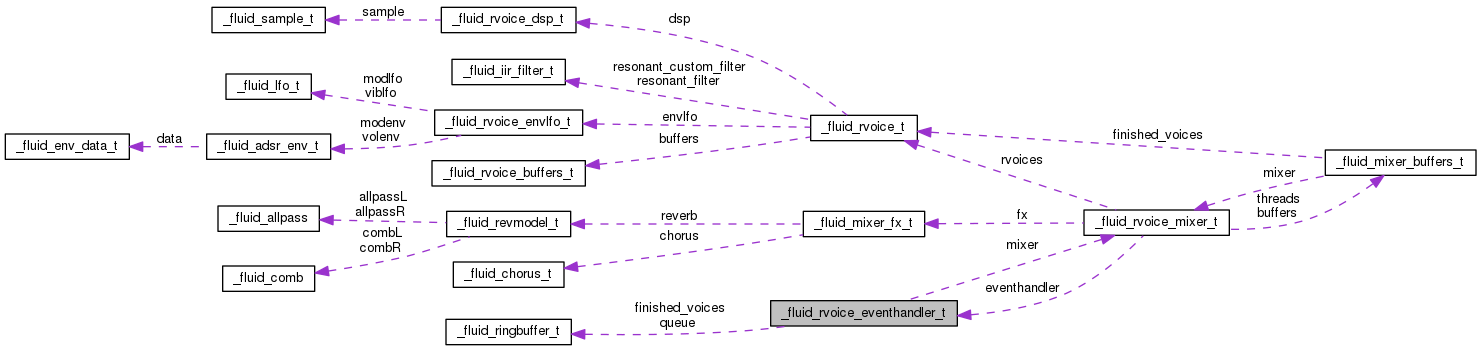 _fluid_sample_t
sample
_fluid_rvoice_dsp_t
dsp
_fluid_iir_filter_t
resonant_custom_filter
resonant_filter
_fluid_lfo_t
modlfo
viblfo
_fluid_rvoice_envlfo_t
envlfo
_fluid_rvoice_t
finished_voices
_fluid_env_data_t
data
_fluid_adsr_env_t
modenv
volenv
buffers
_fluid_rvoice_buffers_t
rvoices
_fluid_mixer_buffers_t
mixer
threads
buffers
_fluid_allpass
allpassL
allpassR
_fluid_revmodel_t
reverb
_fluid_mixer_fx_t
fx
_fluid_rvoice_mixer_t
combL
combR
_fluid_comb
chorus
_fluid_chorus_t
mixer
eventhandler
_fluid_ringbuffer_t
finished_voices
queue
_fluid_rvoice_eventhandler_t